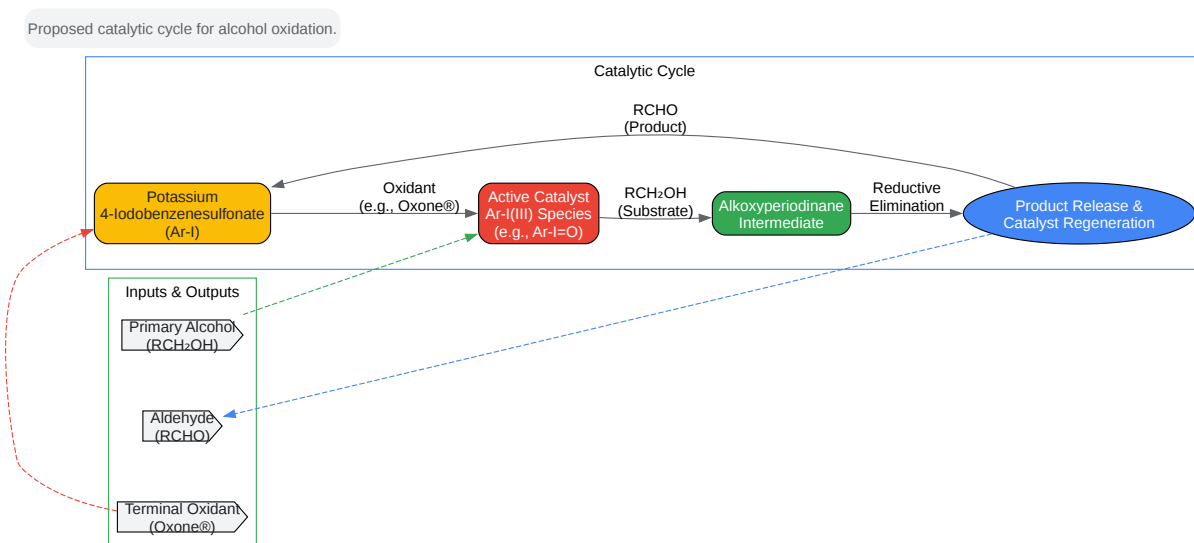 Proposed catalytic cycle for alcohol oxidation.
Catalytic Cycle
RCHO
(Product)
Potassium
4-Iodobenzenesulfonate
(Ar-I)
Oxidant
(e.g., Oxone®)
Active Catalyst
Ar-I(III) Species
(e.g., Ar-I=O)
RCH₂OH
(Substrate)
Alkoxyperiodinane
Intermediate
Reductive
Elimination
Product Release &
Catalyst Regeneration
Inputs & Outputs
Primary Alcohol
(RCH₂OH)
Aldehyde
(RCHO)
Terminal Oxidant
(Oxone®)